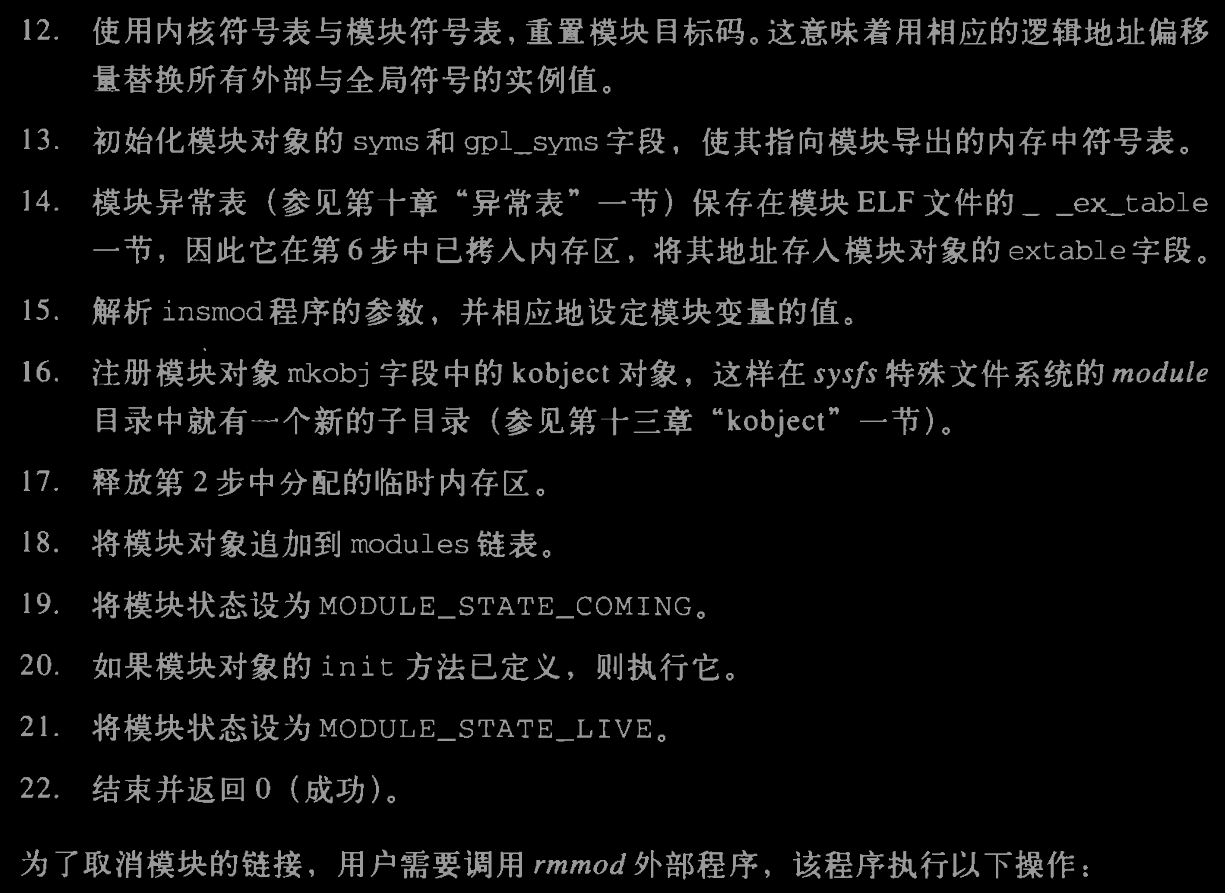 12. 使用内核符号表与模块符号表，重置模块目标码。这意味着用相应的逻辑地址偏移
量替换所有外部与全局符号的实例值。
13. 初始化模块对象的 syms 和 gpl_syms 字段，使其指向模块导出的内存中符号表。
14. 模块异常表（参见第十章“异常表”一节）保存在模块 ELF 文件的 _ _ex_table
一节，因此它在第 6 步中已拷入内存区，将其地址存入模块对象的 extable 字段。
15. 解析 insmod 程序的参数，并相应地设定模块变量的值。
16. 注册模块对象 mkobj 字段中的 kobject 对象，这样在 sysfs 特殊文件系统的 module
目录中就有一个新的子目录（参见第十三章“kobject”一节）。
17. 释放第 2 步中分配的临时内存区。
18. 将模块对象追加到 modules 链表。
19. 将模块状态设为 MODULE_STATE_COMING。
20. 如果模块对象的 init 方法已定义，则执行它。
21. 将模块状态设为 MODULE_STATE_LIVE。
22. 结束并返回 0（成功）。
为了取消模块的链接，用户需要调用 rmmod 外部程序，该程序执行以下操作：